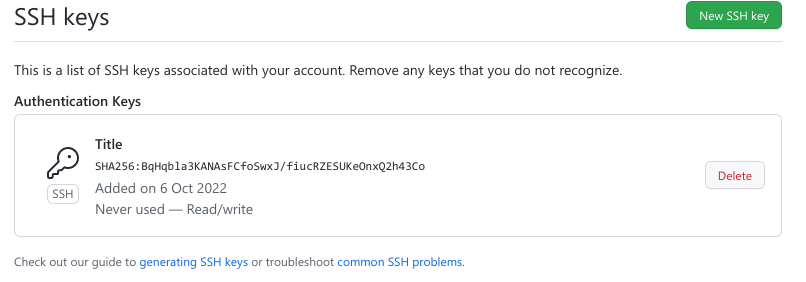 SSH keys
New SSH key
This is a list of SSH keys associated with your account. Remove any keys that you do not recognize.
Authentication Keys
Title
SHA256:BqHqbla3KANAsFCfoSwxJ/fiucRZESUKeOnxQ2h43Co
SSH
Added on 6 Oct 2022
Never used — Read/write
Delete
Check out our guide to generating SSH keys or troubleshoot common SSH problems.